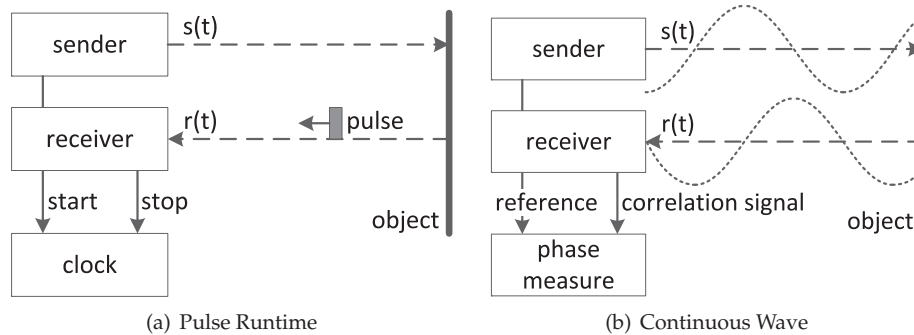 sender
s(t)
receiver
r(t)
pulse
start
stop
object
clock
(a) Pulse Runtime
sender
s(t)
receiver
r(t)
reference
correlation signal
object
phase
measure
(b) Continuous Wave